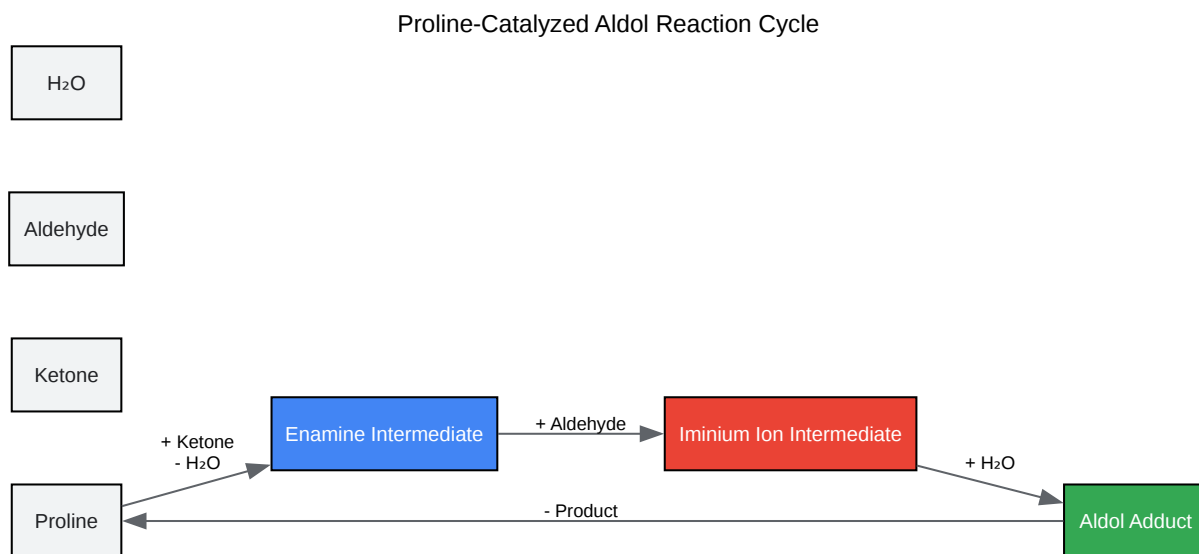 Proline-Catalyzed Aldol Reaction Cycle
H₂O
Aldehyde
Ketone
Enamine Intermediate
+ Aldehyde
Iminium Ion Intermediate
+ Ketone
- H₂O
+ H₂O
Proline
- Product
Aldol Adduct